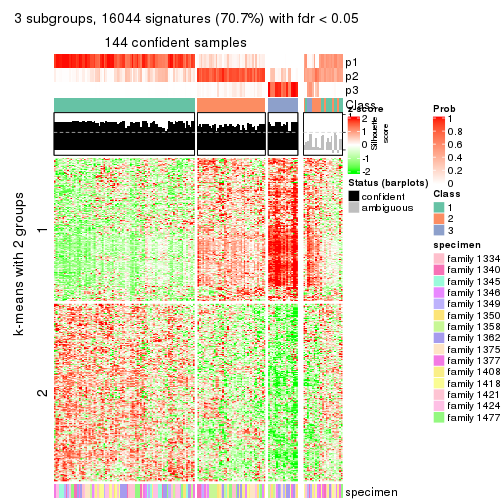 3 subgroups, 16044 signatures (70.7%) with fdr < 0.05
144 confident samples
p1
p2
p3
Class
z-score
2
1
0
-1
-2
1
Silhouette
score
Status (barplots)
confident
ambiguous
Prob
1
0.8
0.6
0.4
0.2
0
Class
1
2
3
specimen
family 1334
family 1340
family 1345
family 1346
family 1349
family 1350
family 1358
family 1362
family 1375
family 1377
family 1408
family 1418
family 1421
family 1424
family 1477
k-means with 2 groups
1
2
specimen